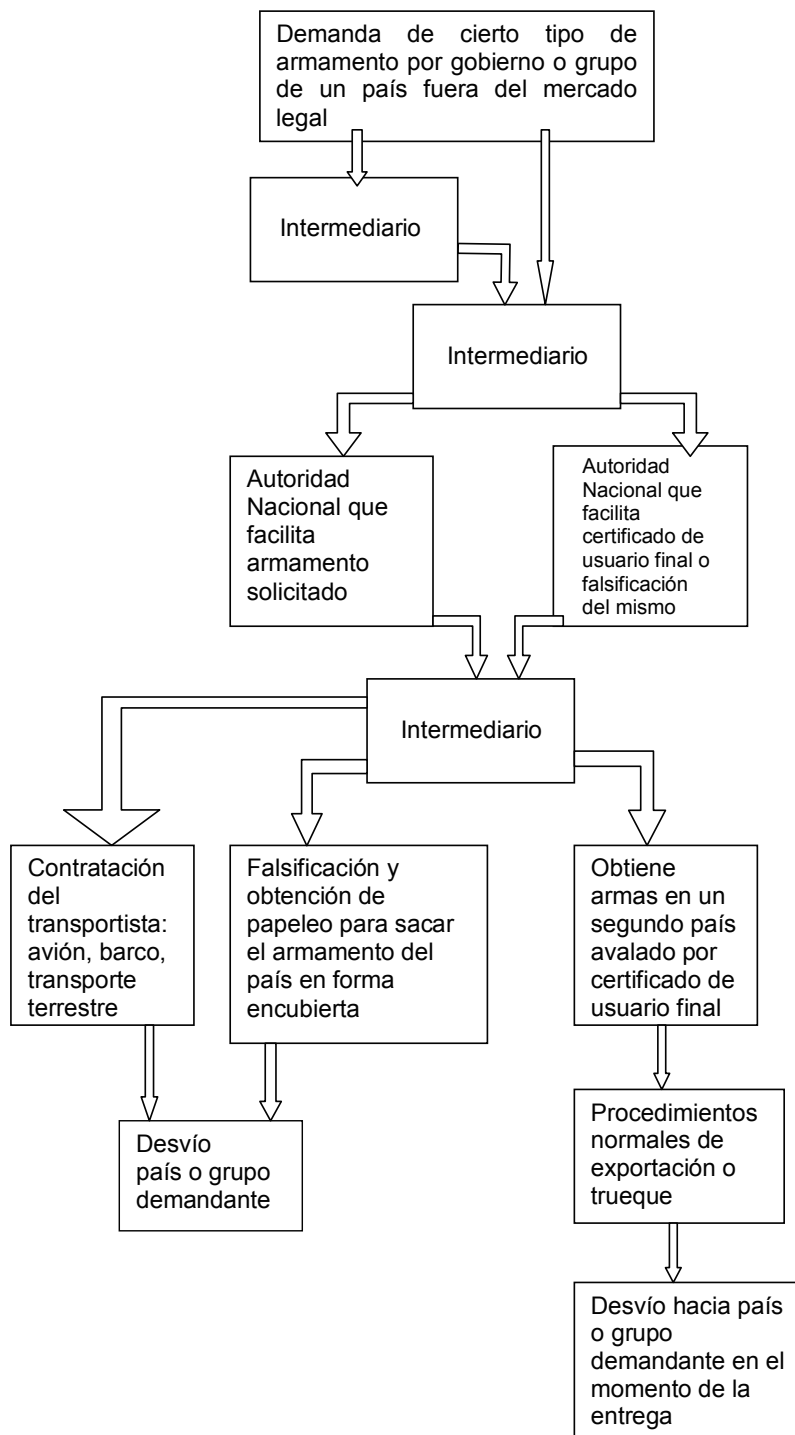 Demanda de cierto tipo de
armamento por gobierno o grupo
de un país fuera del mercado
legal
Intermediario
Intermediario
Autoridad
Nacional que
facilita
armamento
solicitado
Autoridad
Nacional que
facilita
certificado de
usuario final o
falsificación
del mismo
Intermediario
Contratación
del
transportista:
avión, barco,
transporte
terrestre
Falsificación y
obtención de
papeleo para sacar
el armamento del
país en forma
encubierta
Obtiene
armas en un
segundo país
avalado por
certificado de
usuario final
Desvío
país o grupo
demandante
Procedimientos
normales de
exportación o
trueque
Desvío hacia país
o grupo
demandante en el
momento de la
entrega